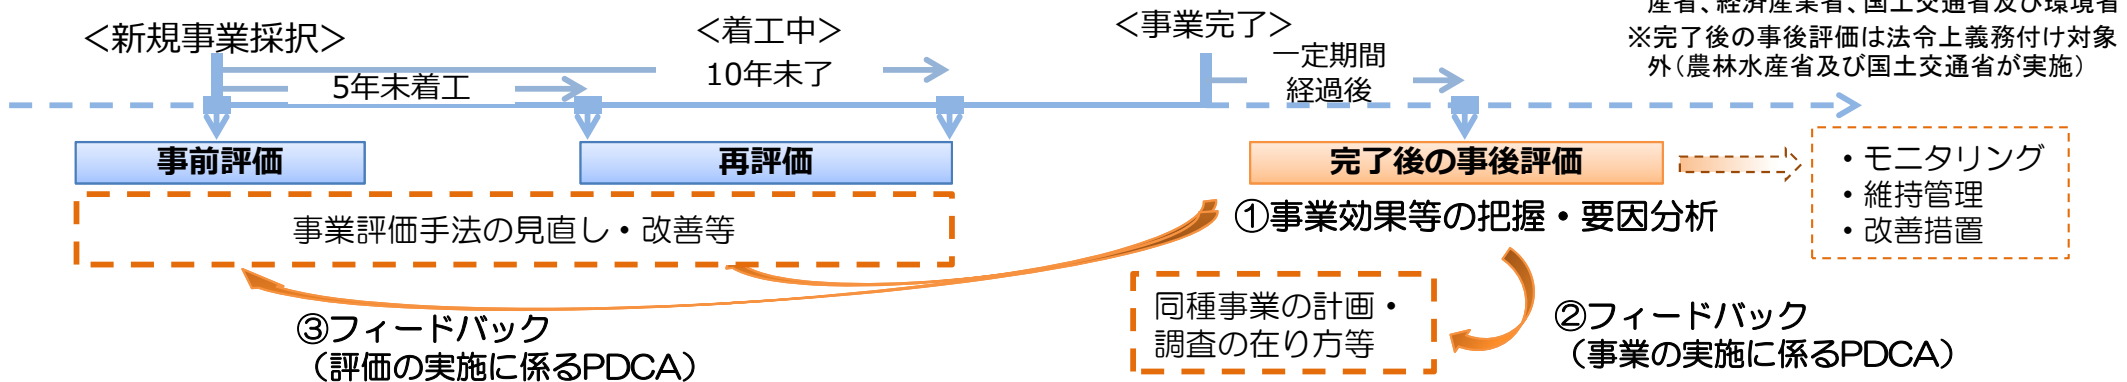 産省、経済産業省、国土交通省及び環境省
※完了後の事後評価は法令上義務付け対象
外（農林水産省及び国土交通省が実施）
＜新規事業採択＞
＜着工中＞
＜事業完了＞
5年未着工
10年未了
一定期間
経過後
事前評価
再評価
完了後の事後評価
・モニタリング
・維持管理
・改善措置
事業評価手法の見直し・改善等
①事業効果等の把握・要因分析
同種事業の計画・
調査の在り方等
②フィードバック
（事業の実施に係るPDCA）
③フィードバック
（評価の実施に係るPDCA）